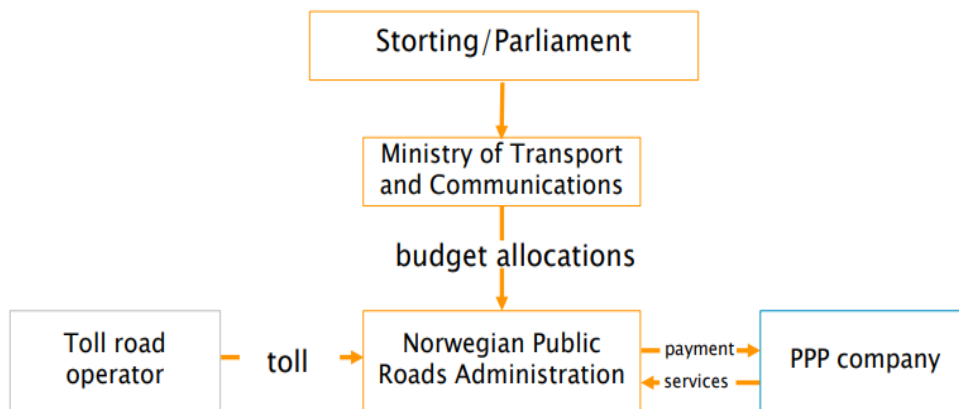 Storting/Parliament
Ministry of Transport
and Communications
budget allocations
Toll road
operator
toll
Norwegian Public
Roads Administration
payment
services
PPP company